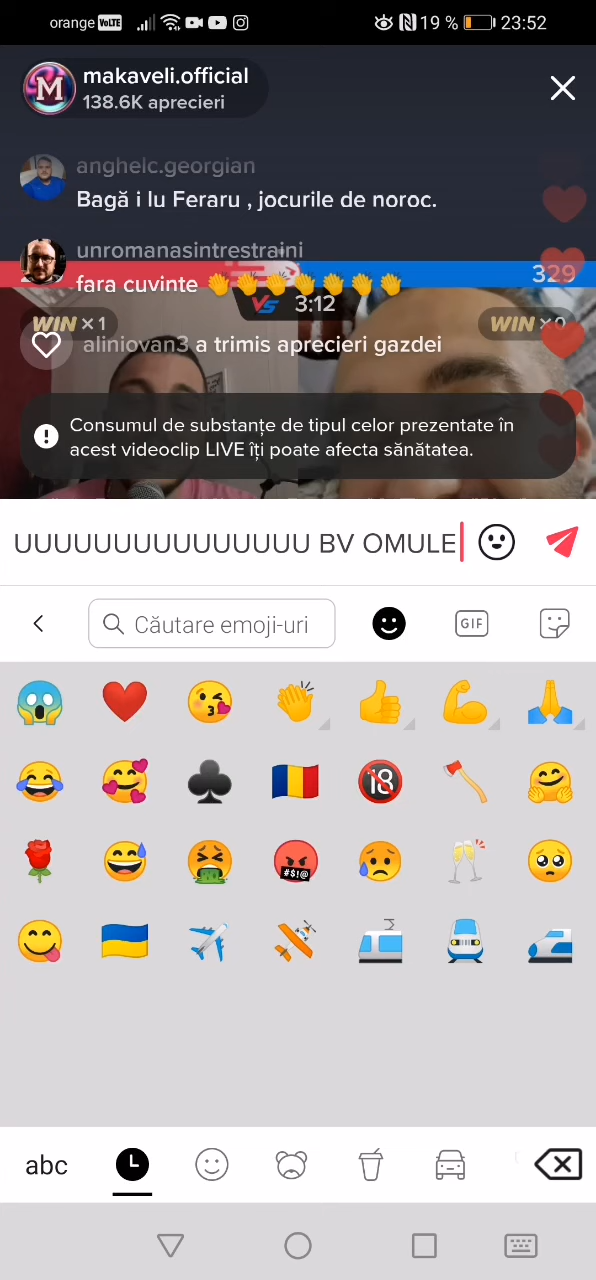 orange VoLTE 19 % 23:52
makaveli.official
138.6K aprecieri
anghelc.georgian
Bagă i lu Feraru , jocurile de noroc.
unromanasintrestraini
329
fara cuvinte 👏👏👏👏👏👏👏
VS 3:12
WIN ×1
WIN ×0
aliniovan3 a trimis aprecieri gazdei
Consumul de substanțe de tipul celor prezentate în
acest videoclip LIVE îți poate afecta sănătatea.
UUUUUUUUUUUUUUU BV OMULE
Căutare emoji-uri
GIF
abc